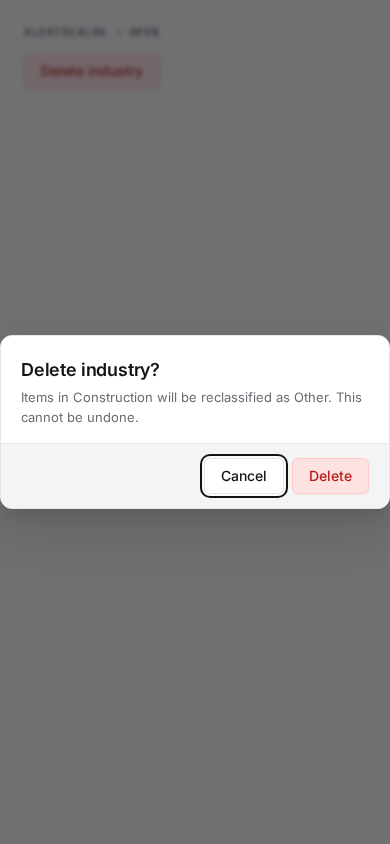 ALERTDIALOG — OPEN
Delete industry
Delete industry?
Items in Construction will be reclassified as Other. This
cannot be undone.
Cancel
Delete